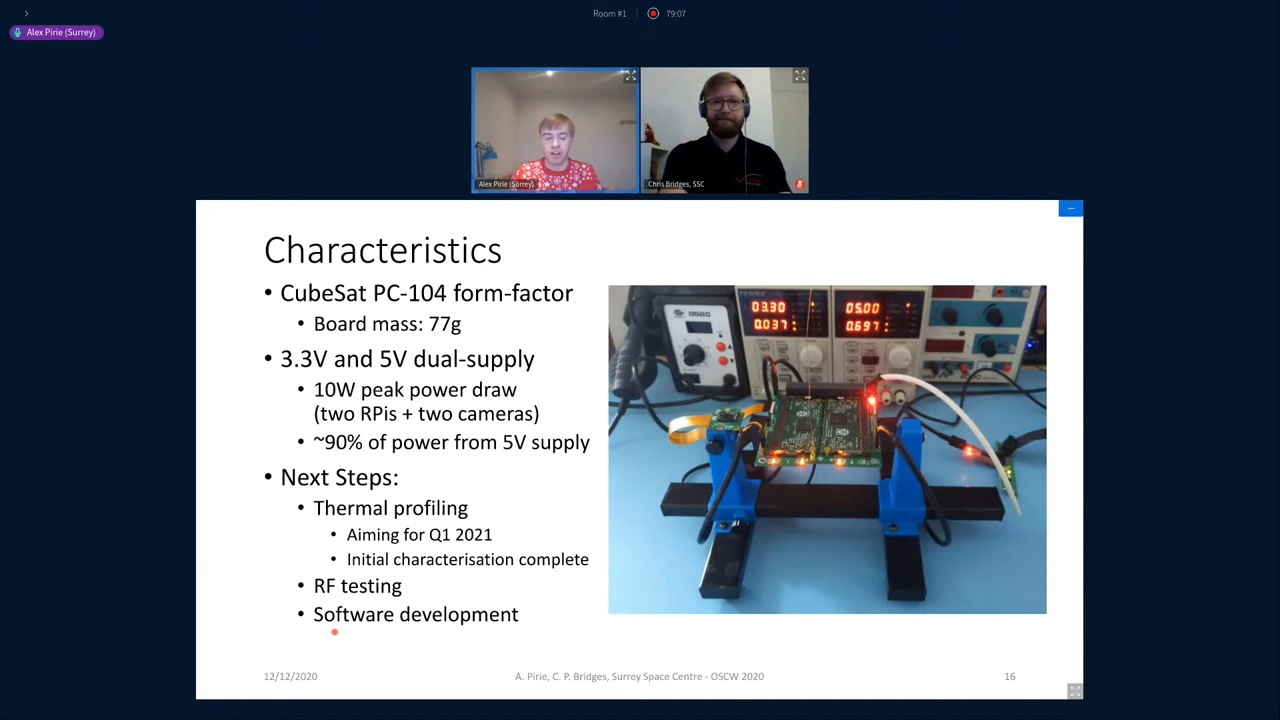 Room #1
79:07
Alex Pirie (Surrey)
Alex Pirie (Surrey)
Chris Bridges, SSC
Characteristics
• CubeSat PC-104 form-factor
• Board mass: 77g
• 3.3V and 5V dual-supply
• 10W peak power draw
(two RPis + two cameras)
• ~90% of power from 5V supply
• Next Steps:
• Thermal profiling
• Aiming for Q1 2021
• Initial characterisation complete
• RF testing
• Software development
03.30
0.037
05.00
0.697
858D
12/12/2020
A. Pirie, C. P. Bridges, Surrey Space Centre - OSCW 2020
16